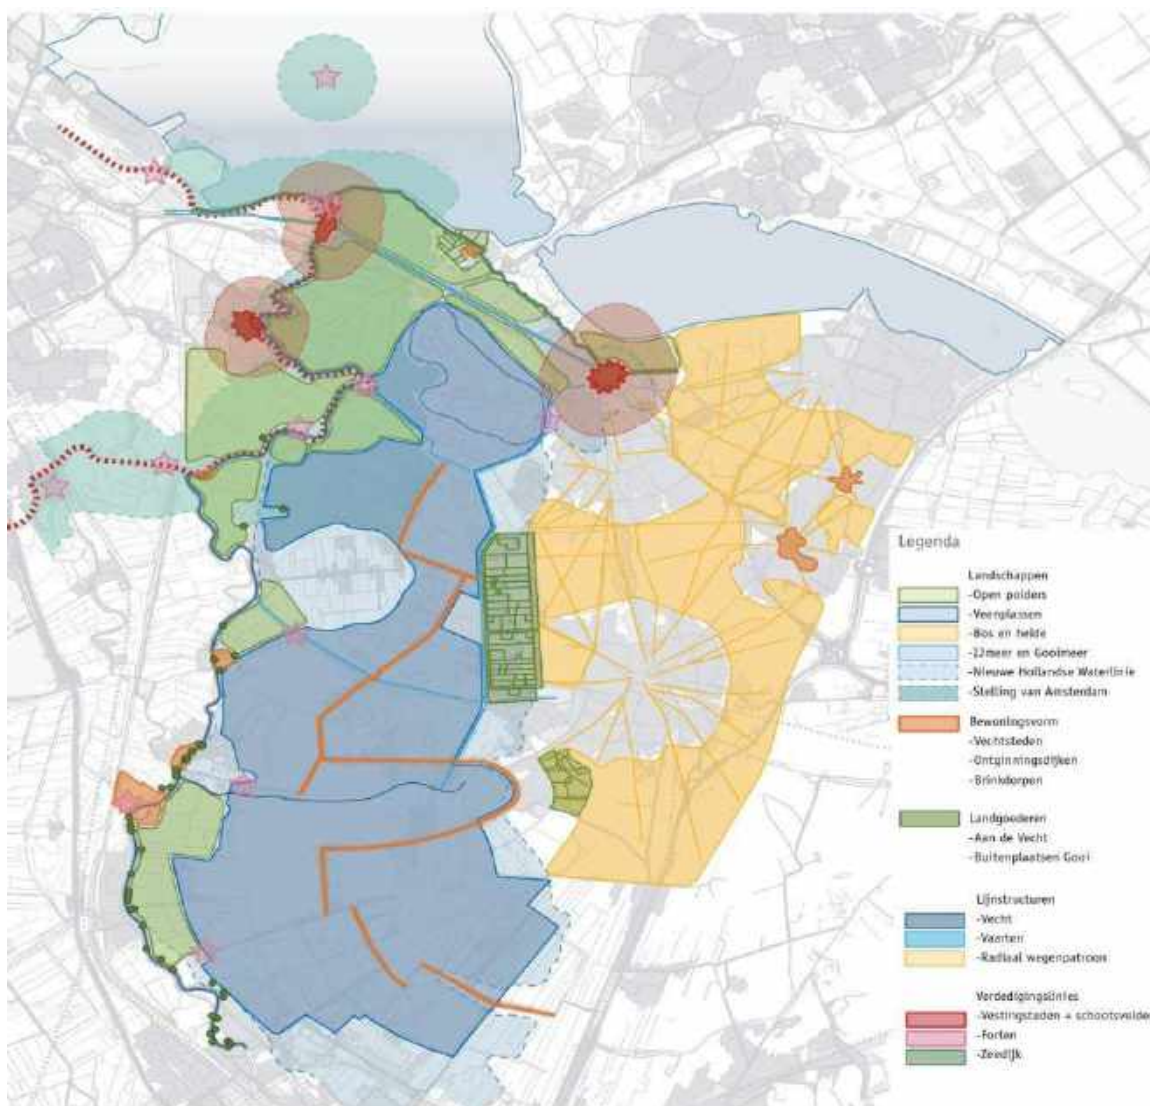 Legenda
Landschappen
-Open polders
-Veenplassen
-Bos en heide
-IJmeer en Gooimeer
-Nieuwe Hollandse Waterlinie
-Stelling van Amsterdam
Bewoningsvorm
-Vechtsteden
-Ontginningsdijken
-Brinkdorpen
Landgoederen
-Aan de Vecht
-Buitenplaatsen Gooi
Lijnstructuren
-Vecht
-Vaarten
-Radiaal wegenpatroon
Verdedigingslinies
-Vestingsteden + schootsvelden
-Forten
-Zeedijk